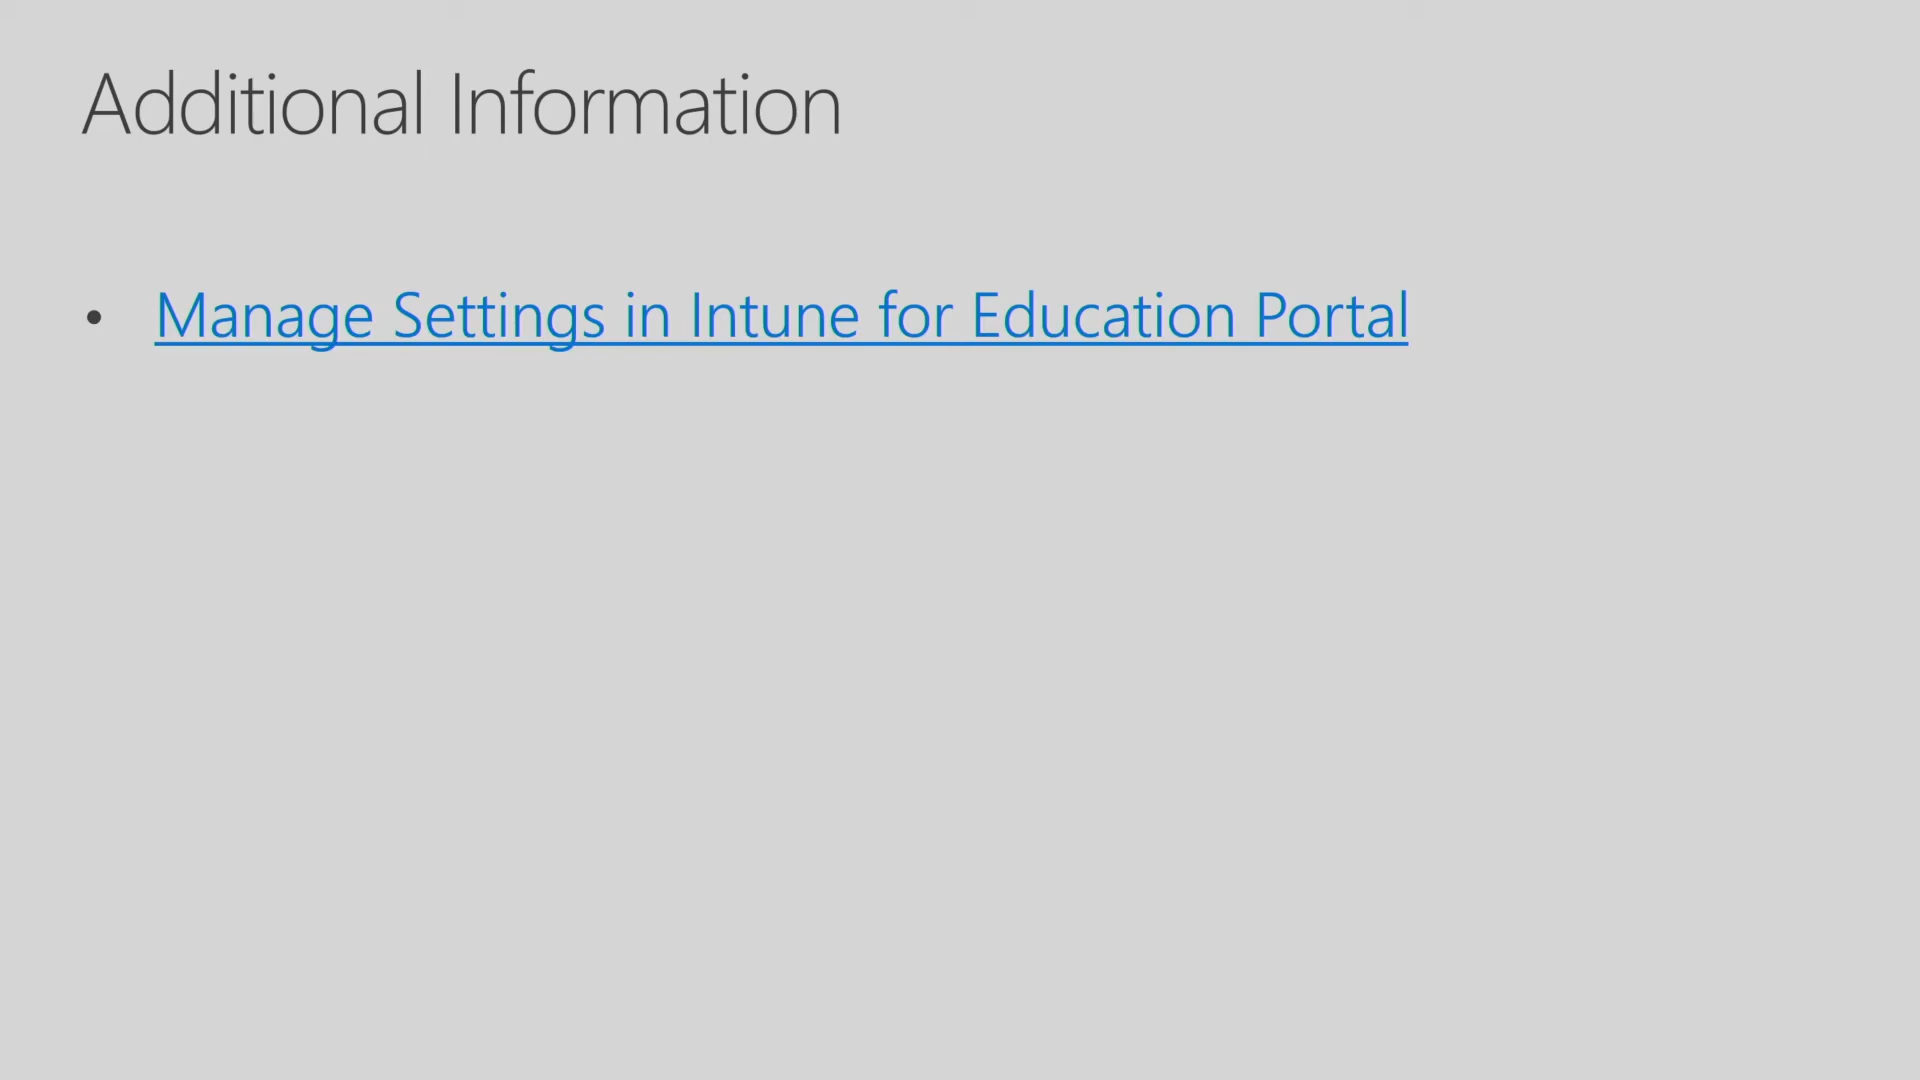 Additional Information
• Manage Settings in Intune for Education Portal